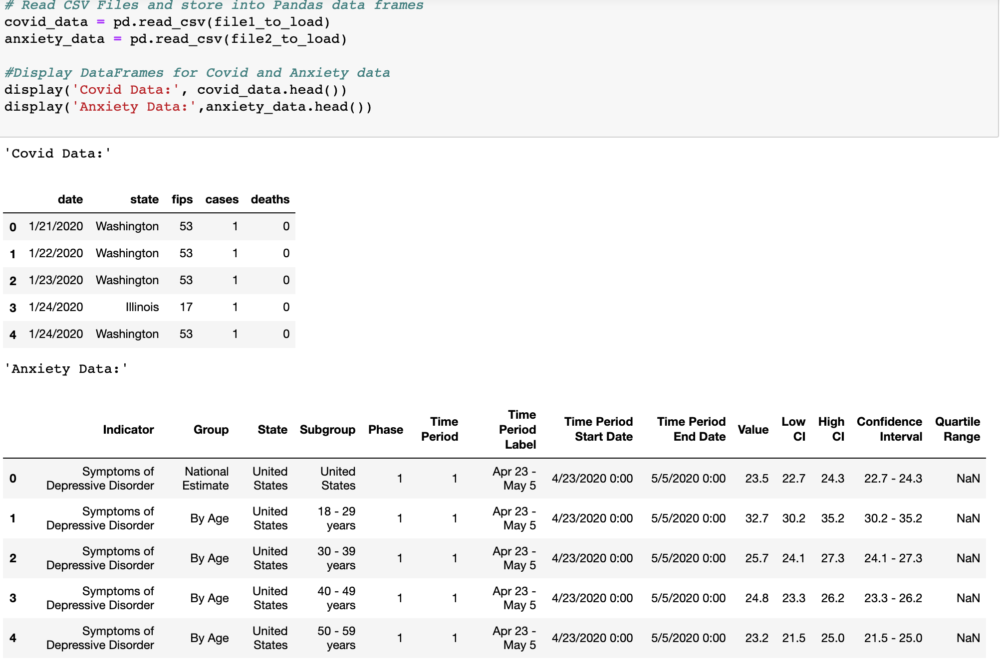 # Read CSV Files and store into Pandas data frames
covid_data = pd.read_csv(file1_to_load)
anxiety_data = pd.read_csv(file2_to_load)
#Display DataFrames for Covid and Anxiety data
display('Covid Data:', covid_data.head())
display('Anxiety Data:',anxiety_data.head())
'Covid Data:'
date state fips cases deaths
0 1/21/2020 Washington 53 1 0
1 1/22/2020 Washington 53 1 0
2 1/23/2020 Washington 53 1 0
3 1/24/2020 Illinois 17 1 0
4 1/24/2020 Washington 53 1 0
'Anxiety Data:'
Indicator Group State Subgroup Phase Time Period Time Period Label Time Period Start Date Time Period End Date Value Low CI High CI Confidence Interval Quartile Range
0 Symptoms of Depressive Disorder National Estimate United States United States 1 1 Apr 23 - May 5 4/23/2020 0:00 5/5/2020 0:00 23.5 22.7 24.3 22.7 - 24.3 NaN
1 Symptoms of Depressive Disorder By Age United States 18 - 29 years 1 1 Apr 23 - May 5 4/23/2020 0:00 5/5/2020 0:00 32.7 30.2 35.2 30.2 - 35.2 NaN
2 Symptoms of Depressive Disorder By Age United States 30 - 39 years 1 1 Apr 23 - May 5 4/23/2020 0:00 5/5/2020 0:00 25.7 24.1 27.3 24.1 - 27.3 NaN
3 Symptoms of Depressive Disorder By Age United States 40 - 49 years 1 1 Apr 23 - May 5 4/23/2020 0:00 5/5/2020 0:00 24.8 23.3 26.2 23.3 - 26.2 NaN
4 Symptoms of Depressive Disorder By Age United States 50 - 59 years 1 1 Apr 23 - May 5 4/23/2020 0:00 5/5/2020 0:00 23.2 21.5 25.0 21.5 - 25.0 NaN